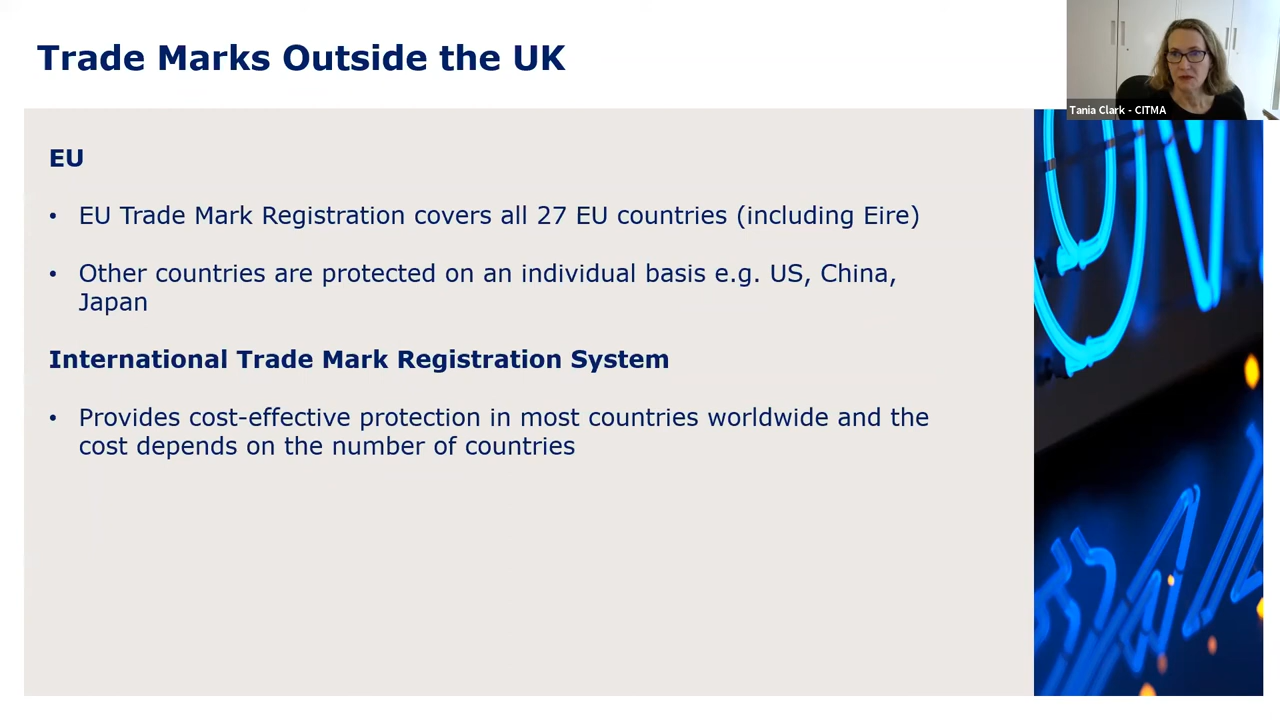 Trade Marks Outside the UK
Tania Clark - CITMA
EU
• EU Trade Mark Registration covers all 27 EU countries (including Eire)
• Other countries are protected on an individual basis e.g. US, China,
Japan
International Trade Mark Registration System
• Provides cost-effective protection in most countries worldwide and the
cost depends on the number of countries